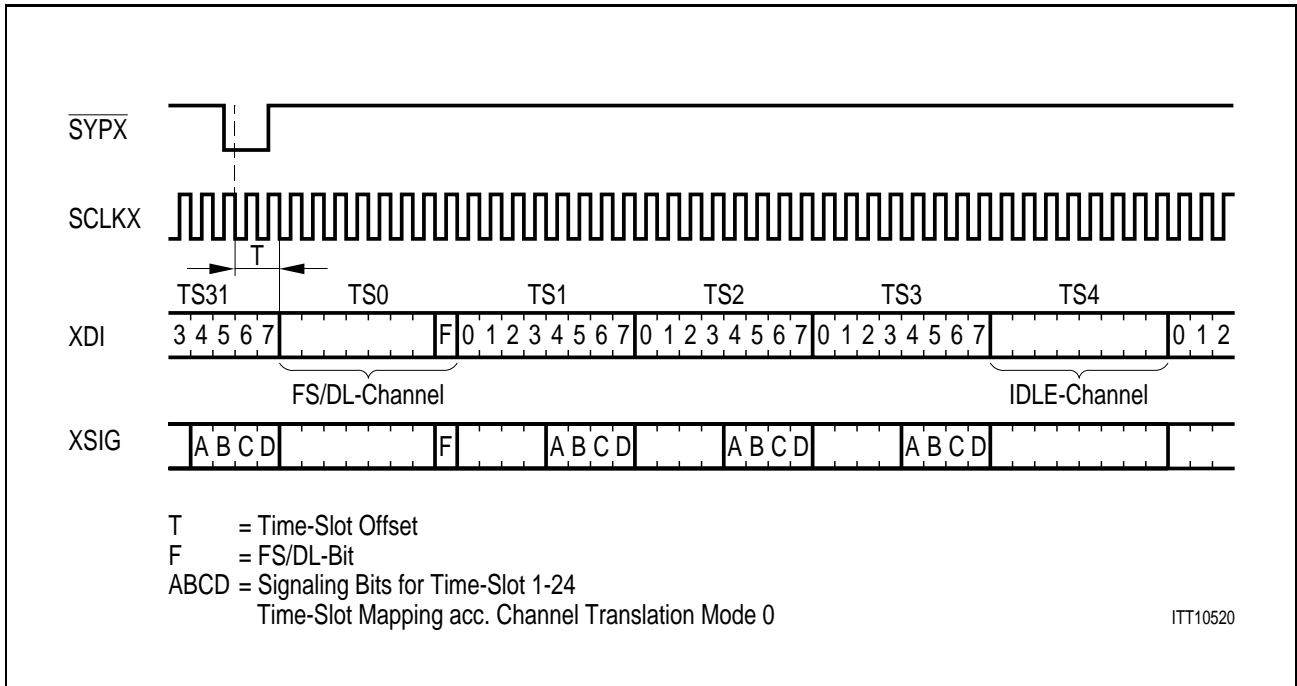 SYPX
SCLKX
T
TS31 TS0 TS1 TS2 TS3 TS4
XDI 3 4 5 6 7 F 0 1 2 3 4 5 6 7 0 1 2 3 4 5 6 7 0 1 2 3 4 5 6 7 0 1 2
FS/DL-Channel IDLE-Channel
XSIG A B C D F A B C D A B C D A B C D
T = Time-Slot Offset
F = FS/DL-Bit
ABCD = Signaling Bits for Time-Slot 1-24
Time-Slot Mapping acc. Channel Translation Mode 0
ITT10520